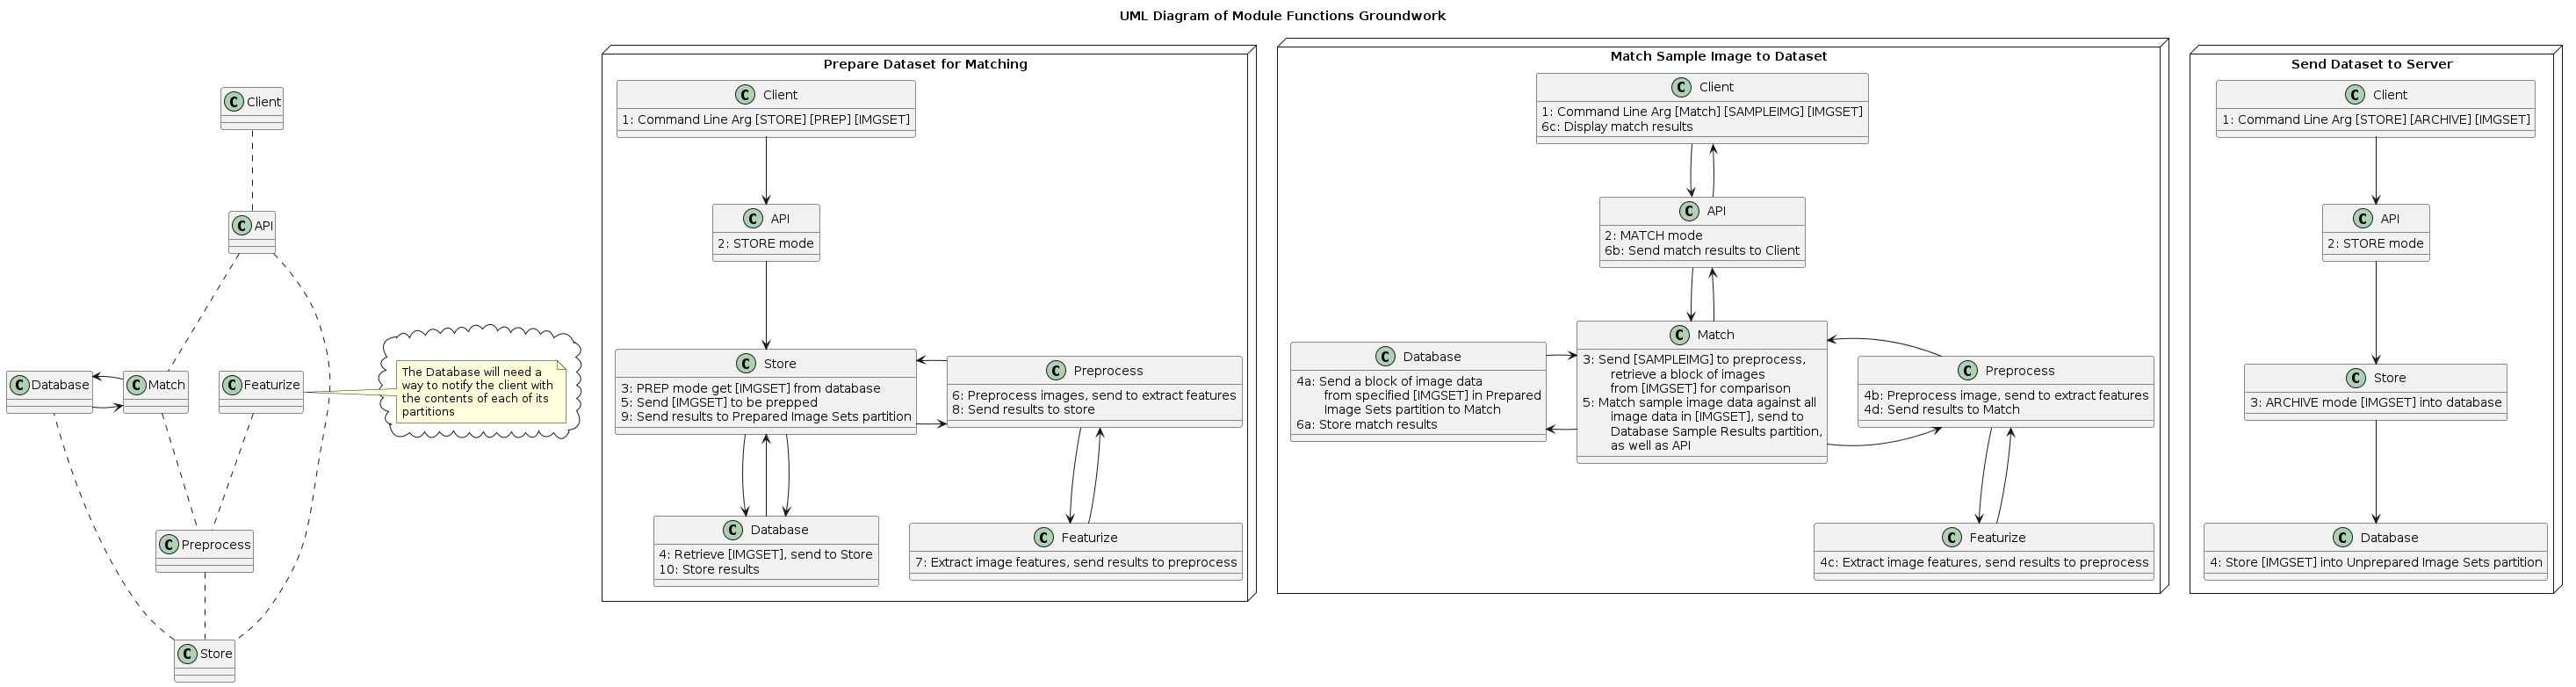 UML Diagram of Module Functions Groundwork
C Client
C API
C Database
C Match
C Featurize
The Database will need a
way to notify the client with
the contents of each of its
partitions
C Preprocess
C Store
Prepare Dataset for Matching
C Client
1: Command Line Arg [STORE] [PREP] [IMGSET]
C API
2: STORE mode
C Store
3: PREP mode get [IMGSET] from database
5: Send [IMGSET] to be prepped
9: Send results to Prepared Image Sets partition
C Preprocess
6: Preprocess images, send to extract features
8: Send results to store
C Database
4: Retrieve [IMGSET], send to Store
10: Store results
C Featurize
7: Extract image features, send results to preprocess
Match Sample Image to Dataset
C Client
1: Command Line Arg [Match] [SAMPLEIMG] [IMGSET]
6c: Display match results
C API
2: MATCH mode
6b: Send match results to Client
C Database
4a: Send a block of image data
from specified [IMGSET] in Prepared
Image Sets partition to Match
6a: Store match results
C Match
3: Send [SAMPLEIMG] to preprocess,
retrieve a block of images
from [IMGSET] for comparison
5: Match sample image data against all
image data in [IMGSET], send to
Database Sample Results partition,
as well as API
C Preprocess
4b: Preprocess image, send to extract features
4d: Send results to Match
C Featurize
4c: Extract image features, send results to preprocess
Send Dataset to Server
C Client
1: Command Line Arg [STORE] [ARCHIVE] [IMGSET]
C API
2: STORE mode
C Store
3: ARCHIVE mode [IMGSET] into database
C Database
4: Store [IMGSET] into Unprepared Image Sets partition